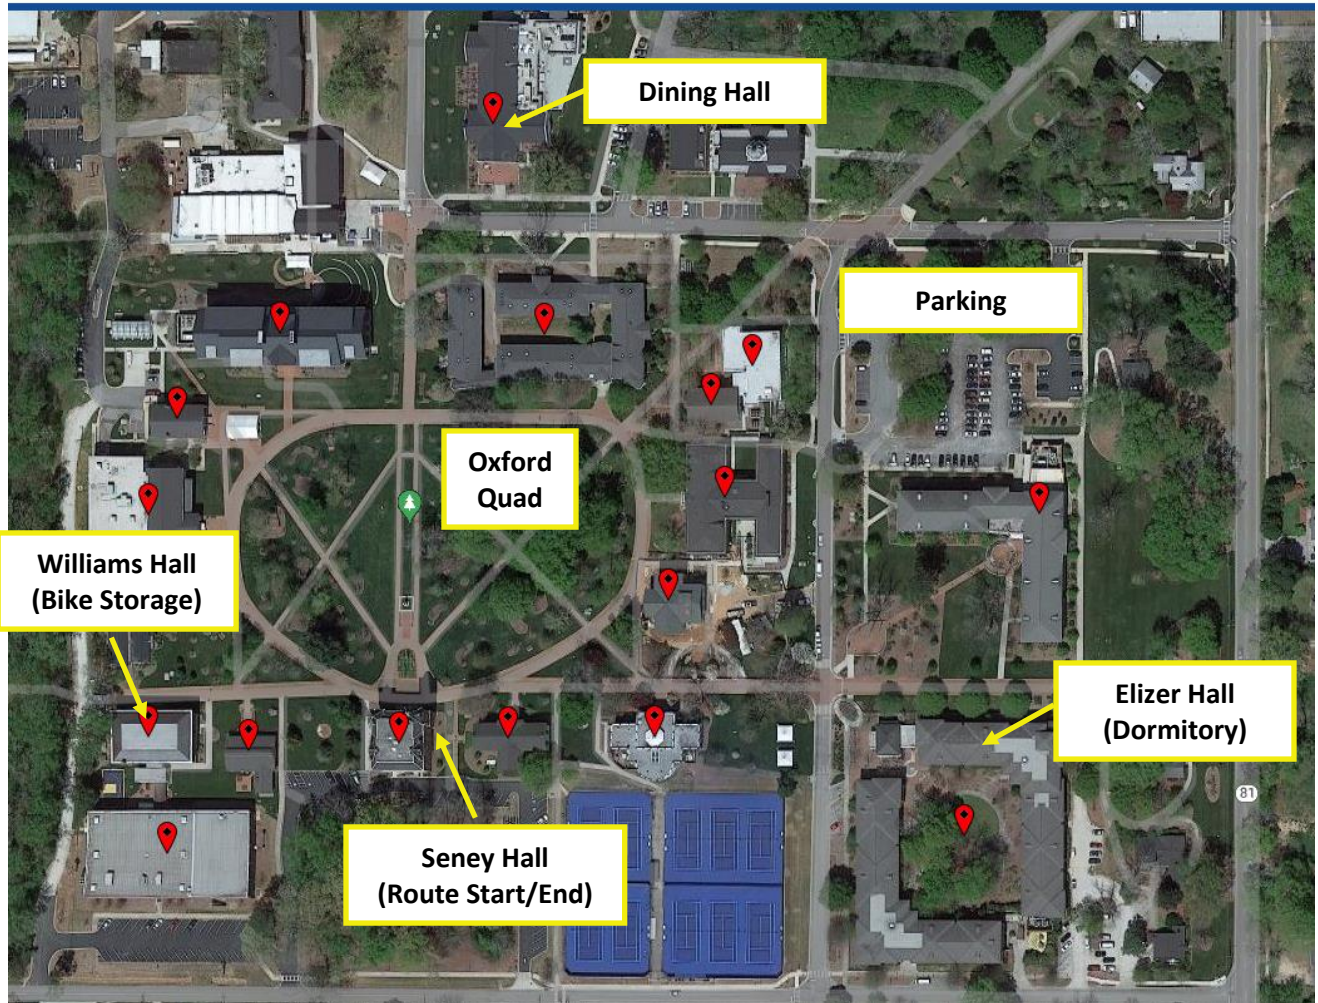 Dining Hall
Parking
Oxford
Quad
Williams Hall
(Bike Storage)
Elizer Hall
(Dormitory)
81
Seney Hall
(Route Start/End)